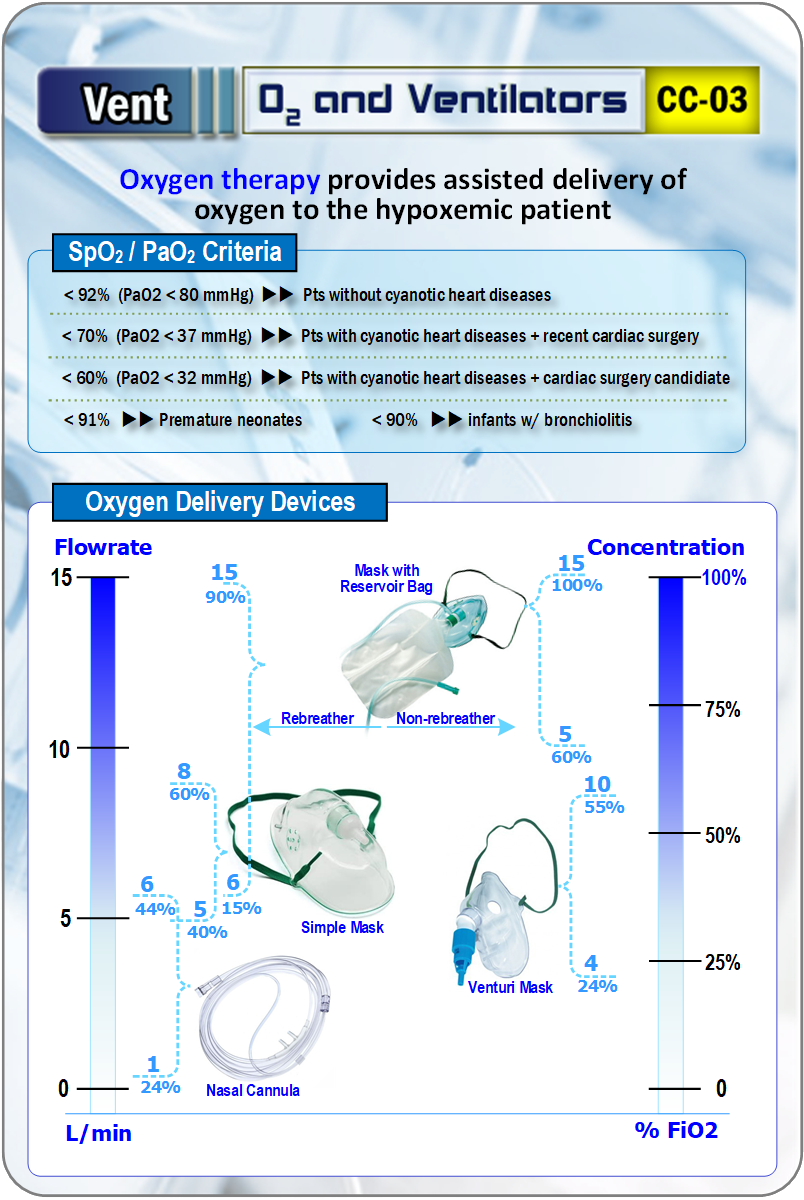 Vent
O₂ and Ventilators
CC-03
Oxygen therapy provides assisted delivery of
oxygen to the hypoxemic patient
SpO₂ / PaO₂ Criteria
< 92% (PaO2 < 80 mmHg) ▶▶ Pts without cyanotic heart diseases
< 70% (PaO2 < 37 mmHg) ▶▶ Pts with cyanotic heart diseases + recent cardiac surgery
< 60% (PaO2 < 32 mmHg) ▶▶ Pts with cyanotic heart diseases + cardiac surgery candidate
< 91% ▶▶ Premature neonates
< 90% ▶▶ infants w/ bronchiolitis
Oxygen Delivery Devices
Flowrate
15
10
5
0
L/min
15
90%
6
15%
Mask with
Reservoir Bag
Rebreather
Non-rebreather
15
100%
5
60%
8
60%
5
40%
Simple Mask
10
55%
4
24%
Venturi Mask
6
44%
1
24%
Nasal Cannula
Concentration
100%
75%
50%
25%
0
% FiO2